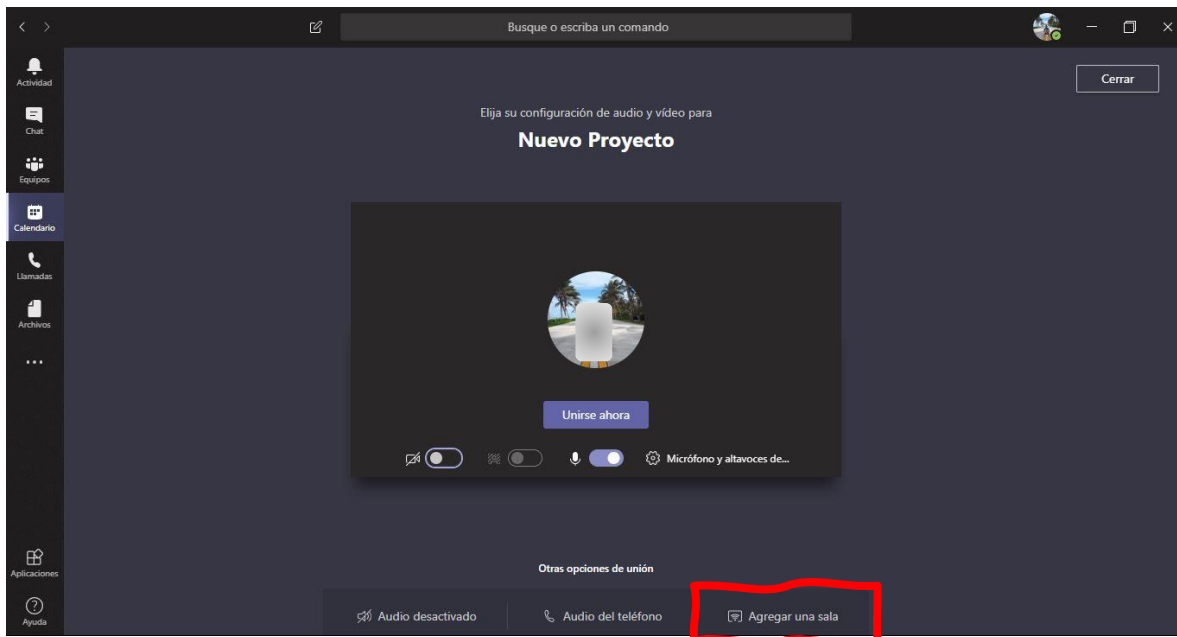 Busque o escriba un comando
Actividad
Chat
Equipos
Calendario
Llamadas
Archivos
Aplicaciones
Ayuda
Cerrar
Elija su configuración de audio y vídeo para
Nuevo Proyecto
Unirse ahora
Micrófono y altavoces de...
Otras opciones de unión
Audio desactivado
Audio del teléfono
Agregar una sala